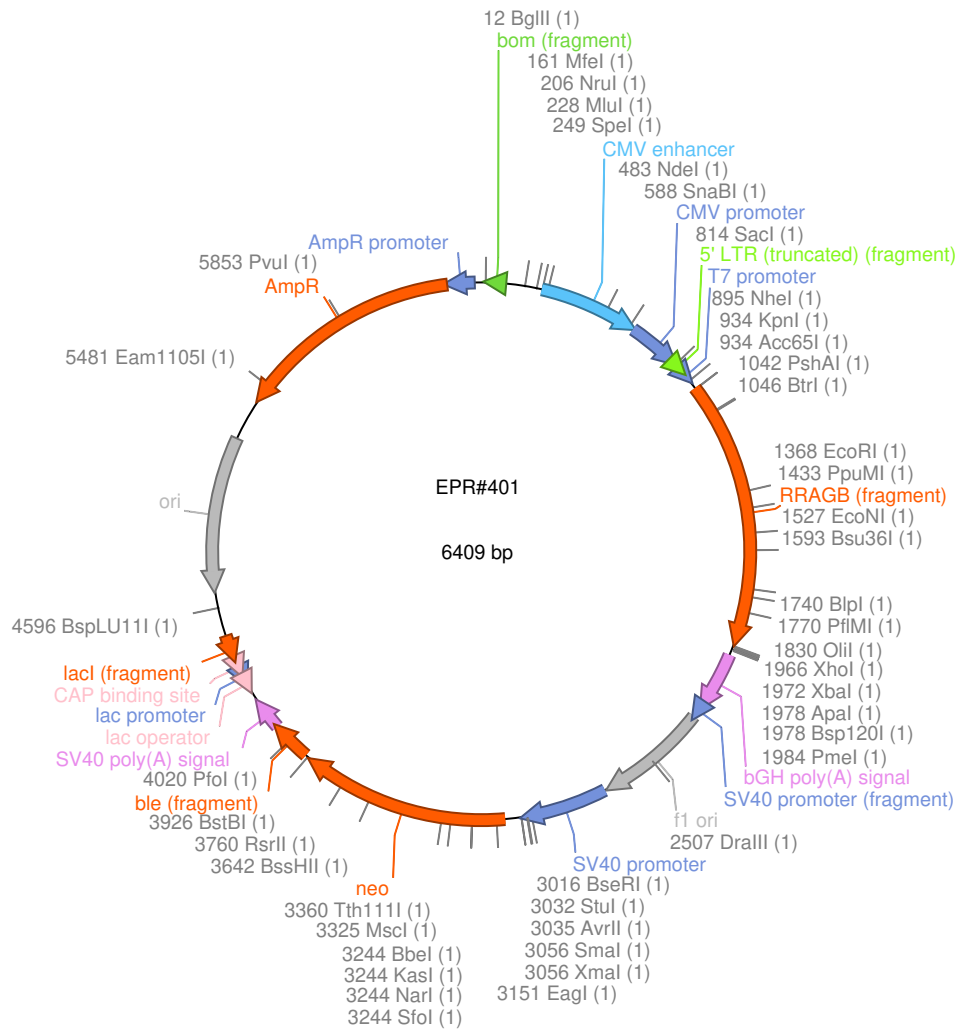 12 BglII (1)
bom (fragment)
161 MfeI (1)
206 NruI (1)
228 MluI (1)
249 SpeI (1)
CMV enhancer
483 NdeI (1)
588 SnaBI (1)
CMV promoter
814 SacI (1)
5' LTR (truncated) (fragment)
T7 promoter
895 NheI (1)
934 KpnI (1)
934 Acc65I (1)
1042 PshAI (1)
1046 BtrI (1)
1368 EcoRI (1)
1433 PpuMI (1)
RRAGB (fragment)
1527 EcoNI (1)
1593 Bsu36I (1)
1740 BlpI (1)
1770 PflMI (1)
1830 OliI (1)
1966 XhoI (1)
1972 XbaI (1)
1978 ApaI (1)
1978 Bsp120I (1)
1984 PmeI (1)
bGH poly(A) signal
SV40 promoter (fragment)
f1 ori
2507 DraIII (1)
SV40 promoter
3016 BseRI (1)
3032 StuI (1)
3035 AvrII (1)
3056 SmaI (1)
3056 XmaI (1)
3151 EagI (1)
3244 SfoI (1)
3244 NarI (1)
3244 KasI (1)
3244 BbeI (1)
3325 MscI (1)
3360 Tth111I (1)
neo
3642 BssHII (1)
3760 RsrII (1)
3926 BstBI (1)
ble (fragment)
4020 PfoI (1)
SV40 poly(A) signal
lac operator
lac promoter
CAP binding site
lacI (fragment)
4596 BspLU11I (1)
ori
5481 Eam1105I (1)
AmpR
5853 PvuI (1)
AmpR promoter
EPR#401
6409 bp